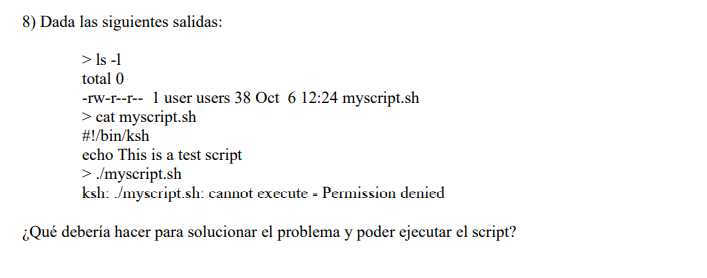 8) Dada las siguientes salidas:
> ls -l
total 0
-rw-r--r-- 1 user users 38 Oct 6 12:24 myscript.sh
> cat myscript.sh
#!/bin/ksh
echo This is a test script
> ./myscript.sh
ksh: ./myscript.sh: cannot execute - Permission denied
¿Qué debería hacer para solucionar el problema y poder ejecutar el script?